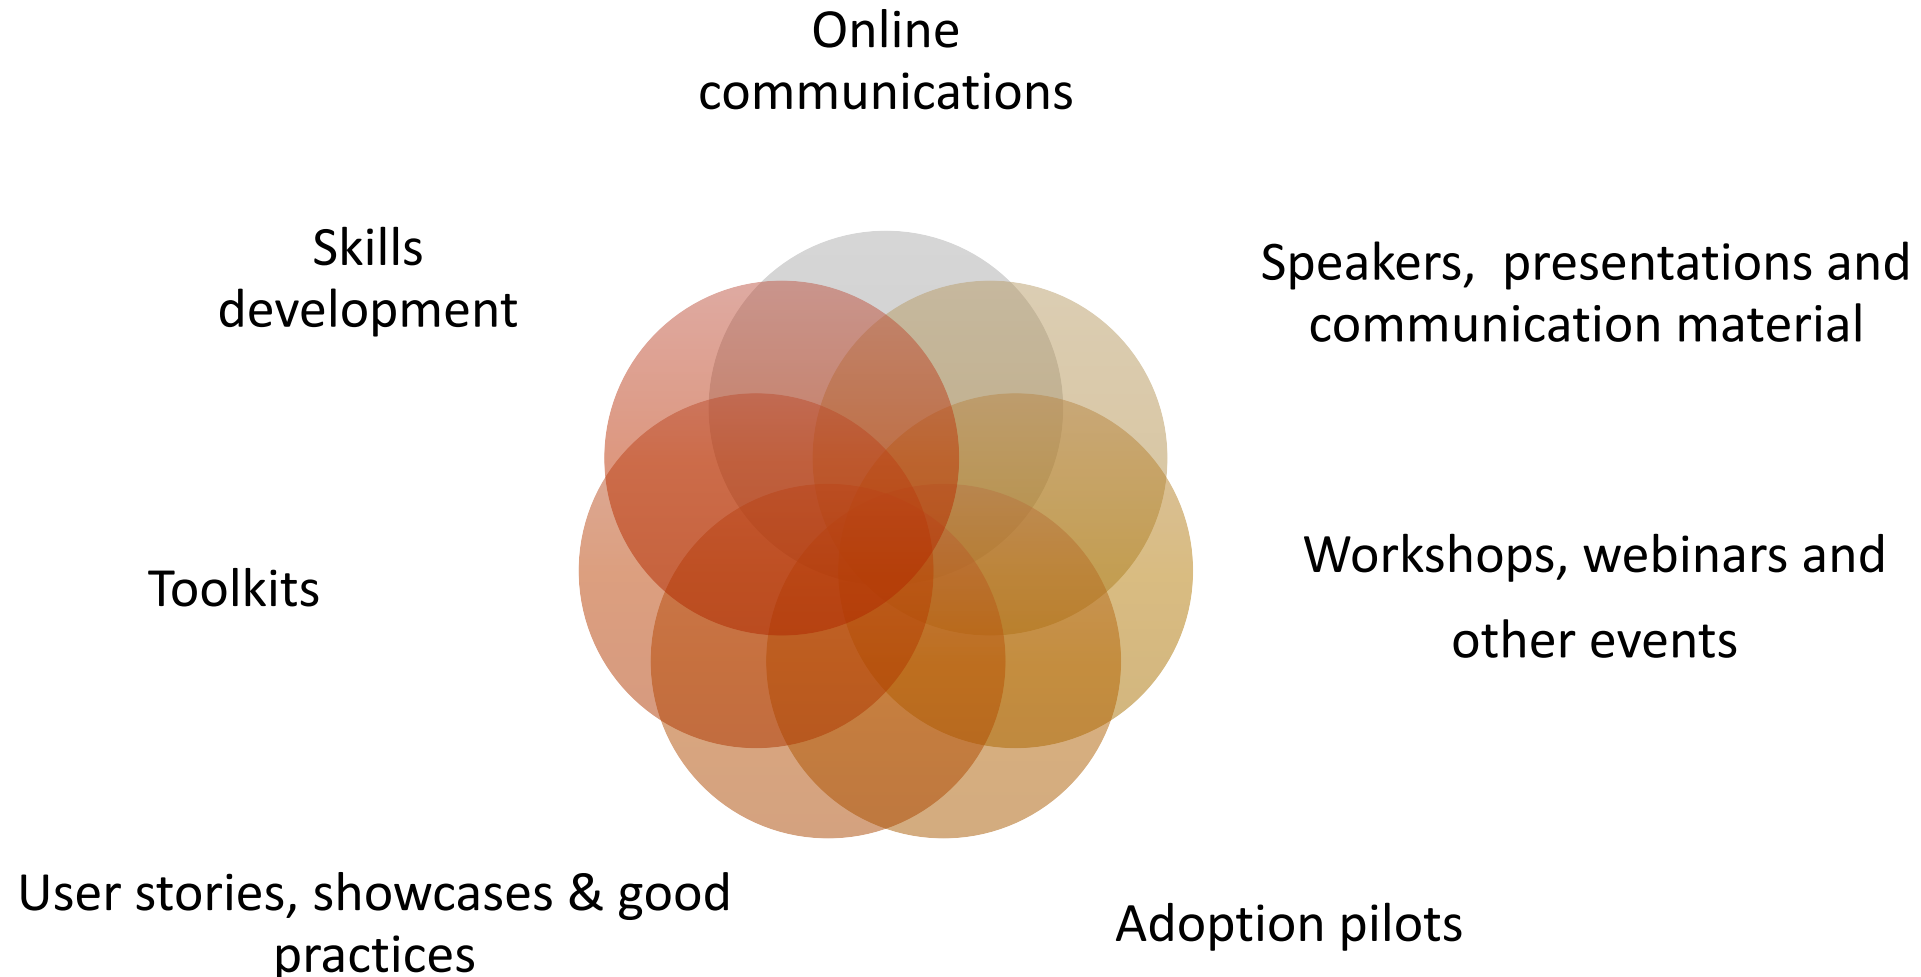 Online
communications
Skills
development
Speakers,  presentations and
communication material
Workshops, webinars and
other events
Toolkits
User stories, showcases & good
practices
Adoption pilots